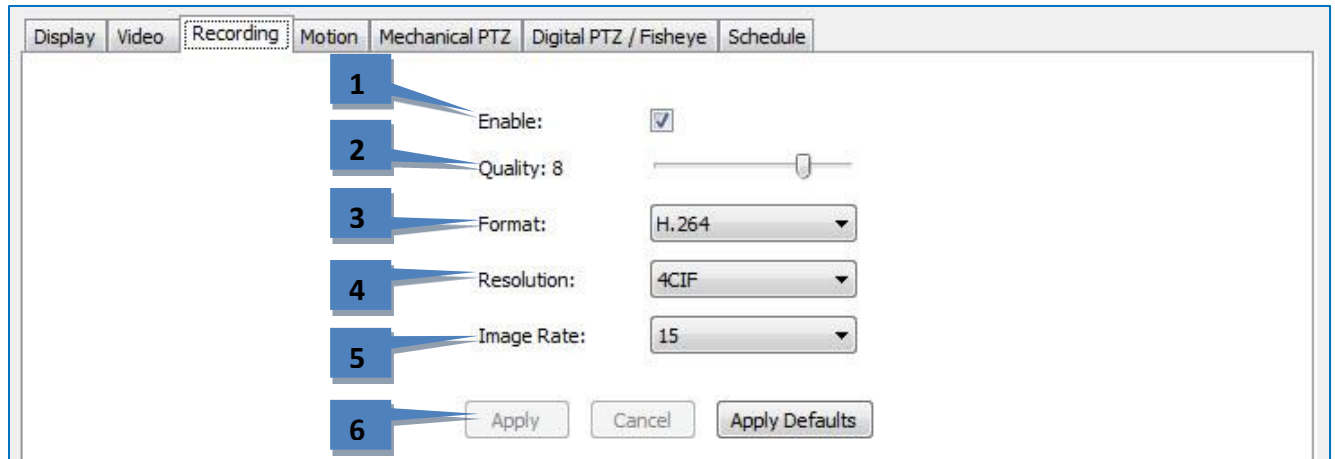 Display Video Recording Motion Mechanical PTZ Digital PTZ / Fisheye Schedule
1
Enable:
2
Quality: 8
3
Format: H.264
4
Resolution: 4CIF
5
Image Rate: 15
6
Apply Cancel Apply Defaults